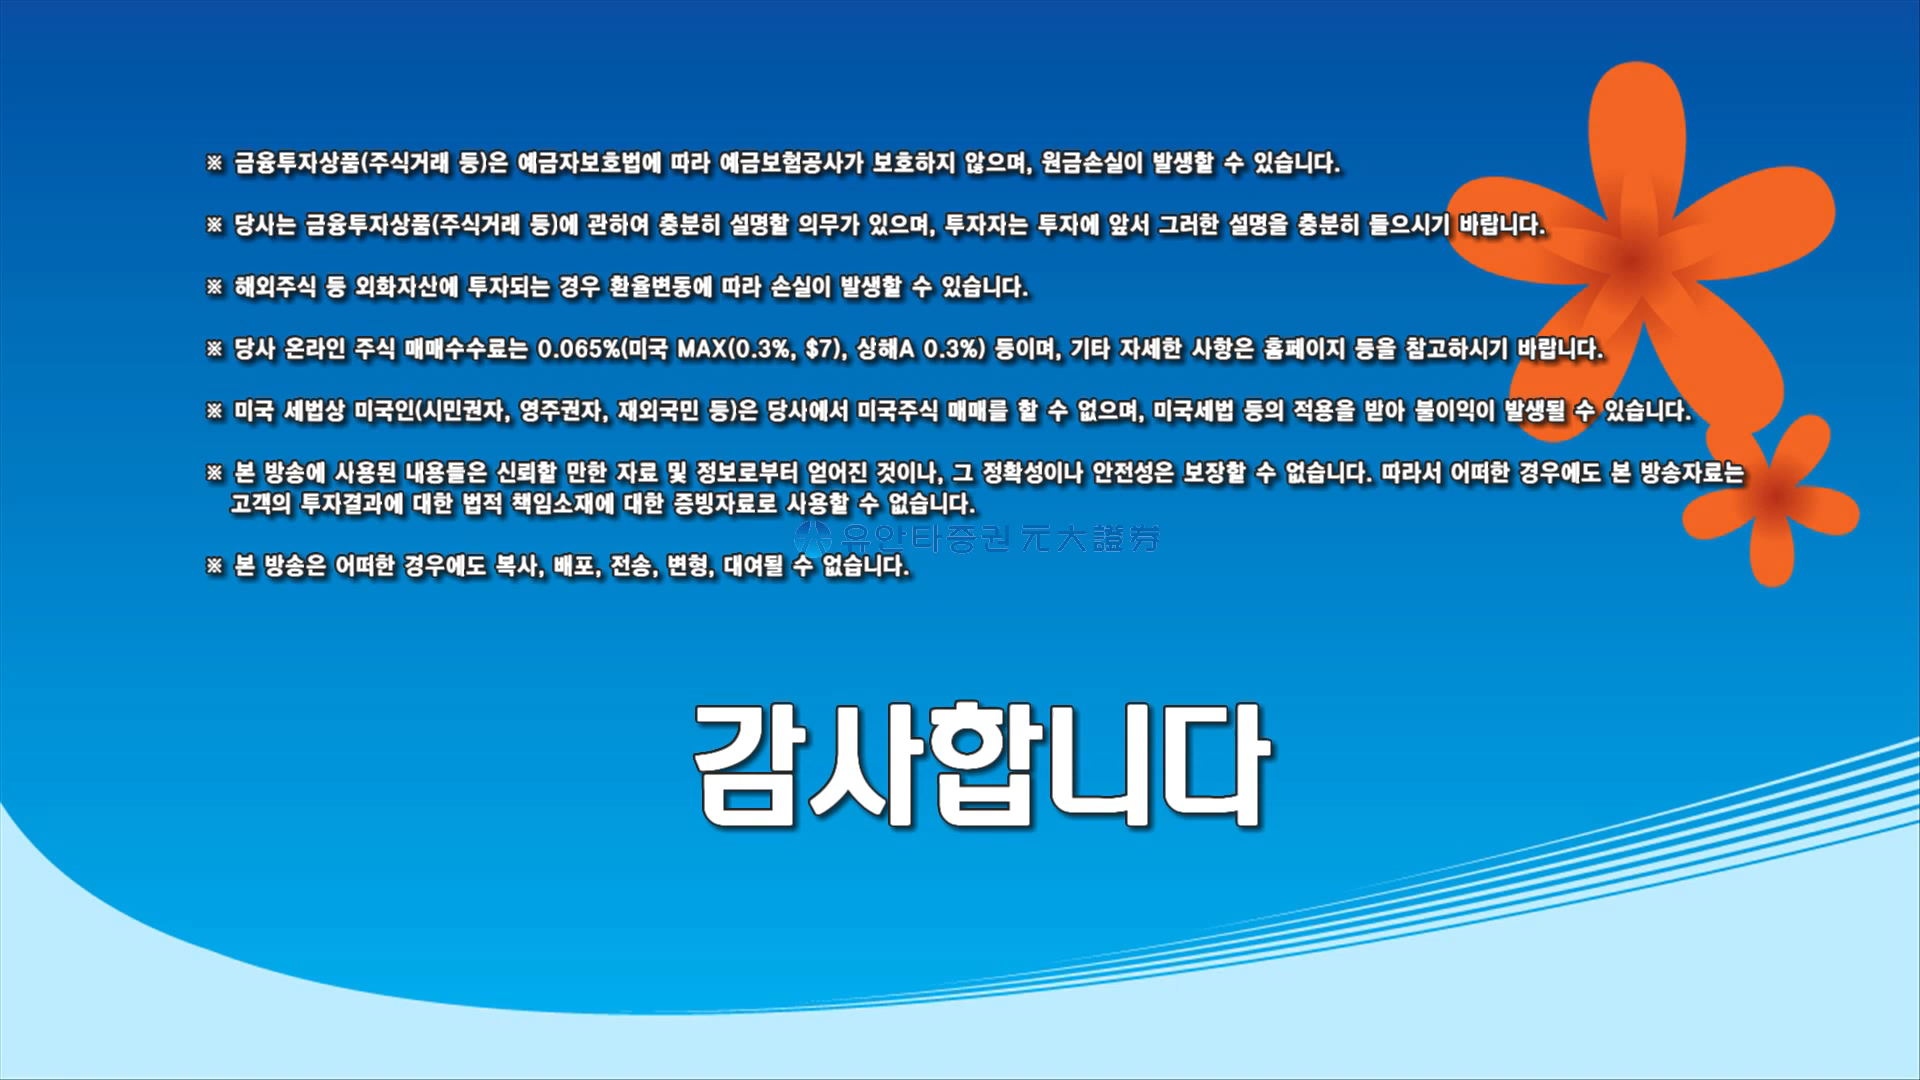 ※ 금융투자상품(주식거래 등)은 예금자보호법에 따라 예금보험공사가 보호하지 않으며, 원금손실이 발생할 수 있습니다.
※ 당사는 금융투자상품(주식거래 등)에 관하여 충분히 설명할 의무가 있으며, 투자자는 투자에 앞서 그러한 설명을 충분히 들으시기 바랍니다.
※ 해외주식 등 외화자산에 투자되는 경우 환율변동에 따라 손실이 발생할 수 있습니다.
※ 당사 온라인 주식 매매수수료는 0.065%(미국 MAX(0.3%, $7), 상해A 0.3%) 등이며, 기타 자세한 사항은 홈페이지 등을 참고하시기 바랍니다.
※ 미국 세법상 미국인(시민권자, 영주권자, 재외국민 등)은 당사에서 미국주식 매매를 할 수 없으며, 미국세법 등의 적용을 받아 불이익이 발생될 수 있습니다.
※ 본 방송에 사용된 내용들은 신뢰할 만한 자료 및 정보로부터 얻어진 것이나, 그 정확성이나 안전성은 보장할 수 없습니다. 따라서 어떠한 경우에도 본 방송자료는
고객의 투자결과에 대한 법적 책임소재에 대한 증빙자료로 사용할 수 없습니다.
유안타증권 元大證券
※ 본 방송은 어떠한 경우에도 복사, 배포, 전송, 변형, 대여될 수 없습니다.
감사합니다